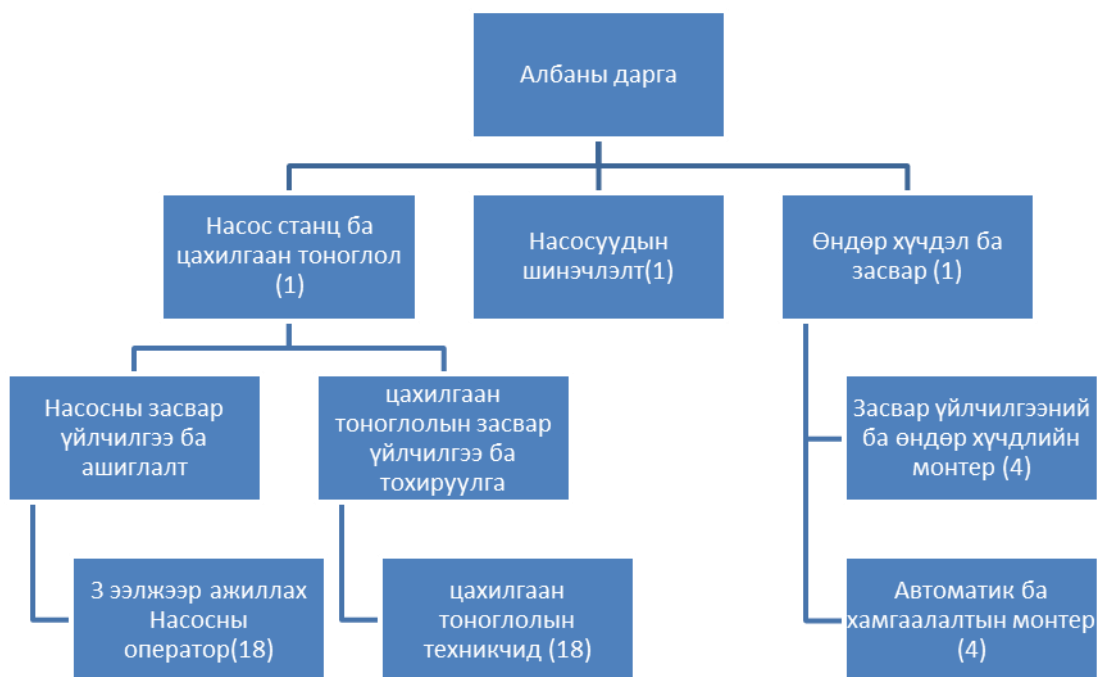 Албаны дарга
Насос станц ба
цахилгаан тоноглол
(1)
Насосуудын
шинэчлэлт(1)
Өндөр хүчдэл ба
засвар (1)
Насосны засвар
үйлчилгээ ба
ашиглалт
цахилгаан
тоноглолын засвар
үйлчилгээ ба
тохируулга
Засвар үйлчилгээний
ба өндөр хүчдлийн
монтер (4)
3 ээлжээр ажиллах
Насосны
оператор(18)
цахилгаан
тоноглолын
техникчид (18)
Автоматик ба
хамгаалалтын монтер
(4)